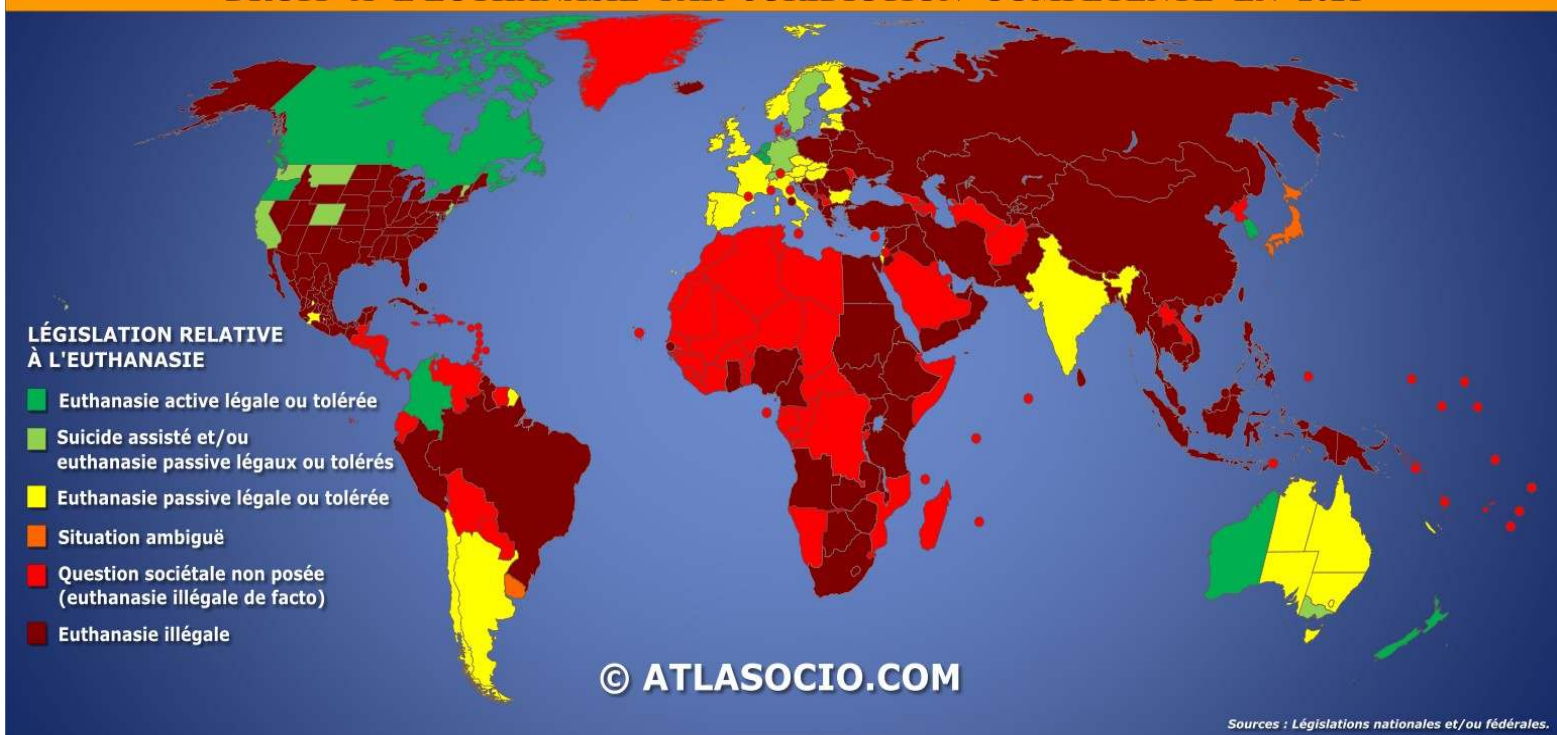 LÉGISLATION RELATIVE
À L'EUTHANASIE
Euthanasie active légale ou tolérée
Suicide assisté et/ou
euthanasie passive légaux ou tolérés
Euthanasie passive légale ou tolérée
Situation ambiguë
Question sociétale non posée
(euthanasie illégale de facto)
Euthanasie illégale
© ATLASOCIO.COM
Sources : Législations nationales et/ou fédérales.